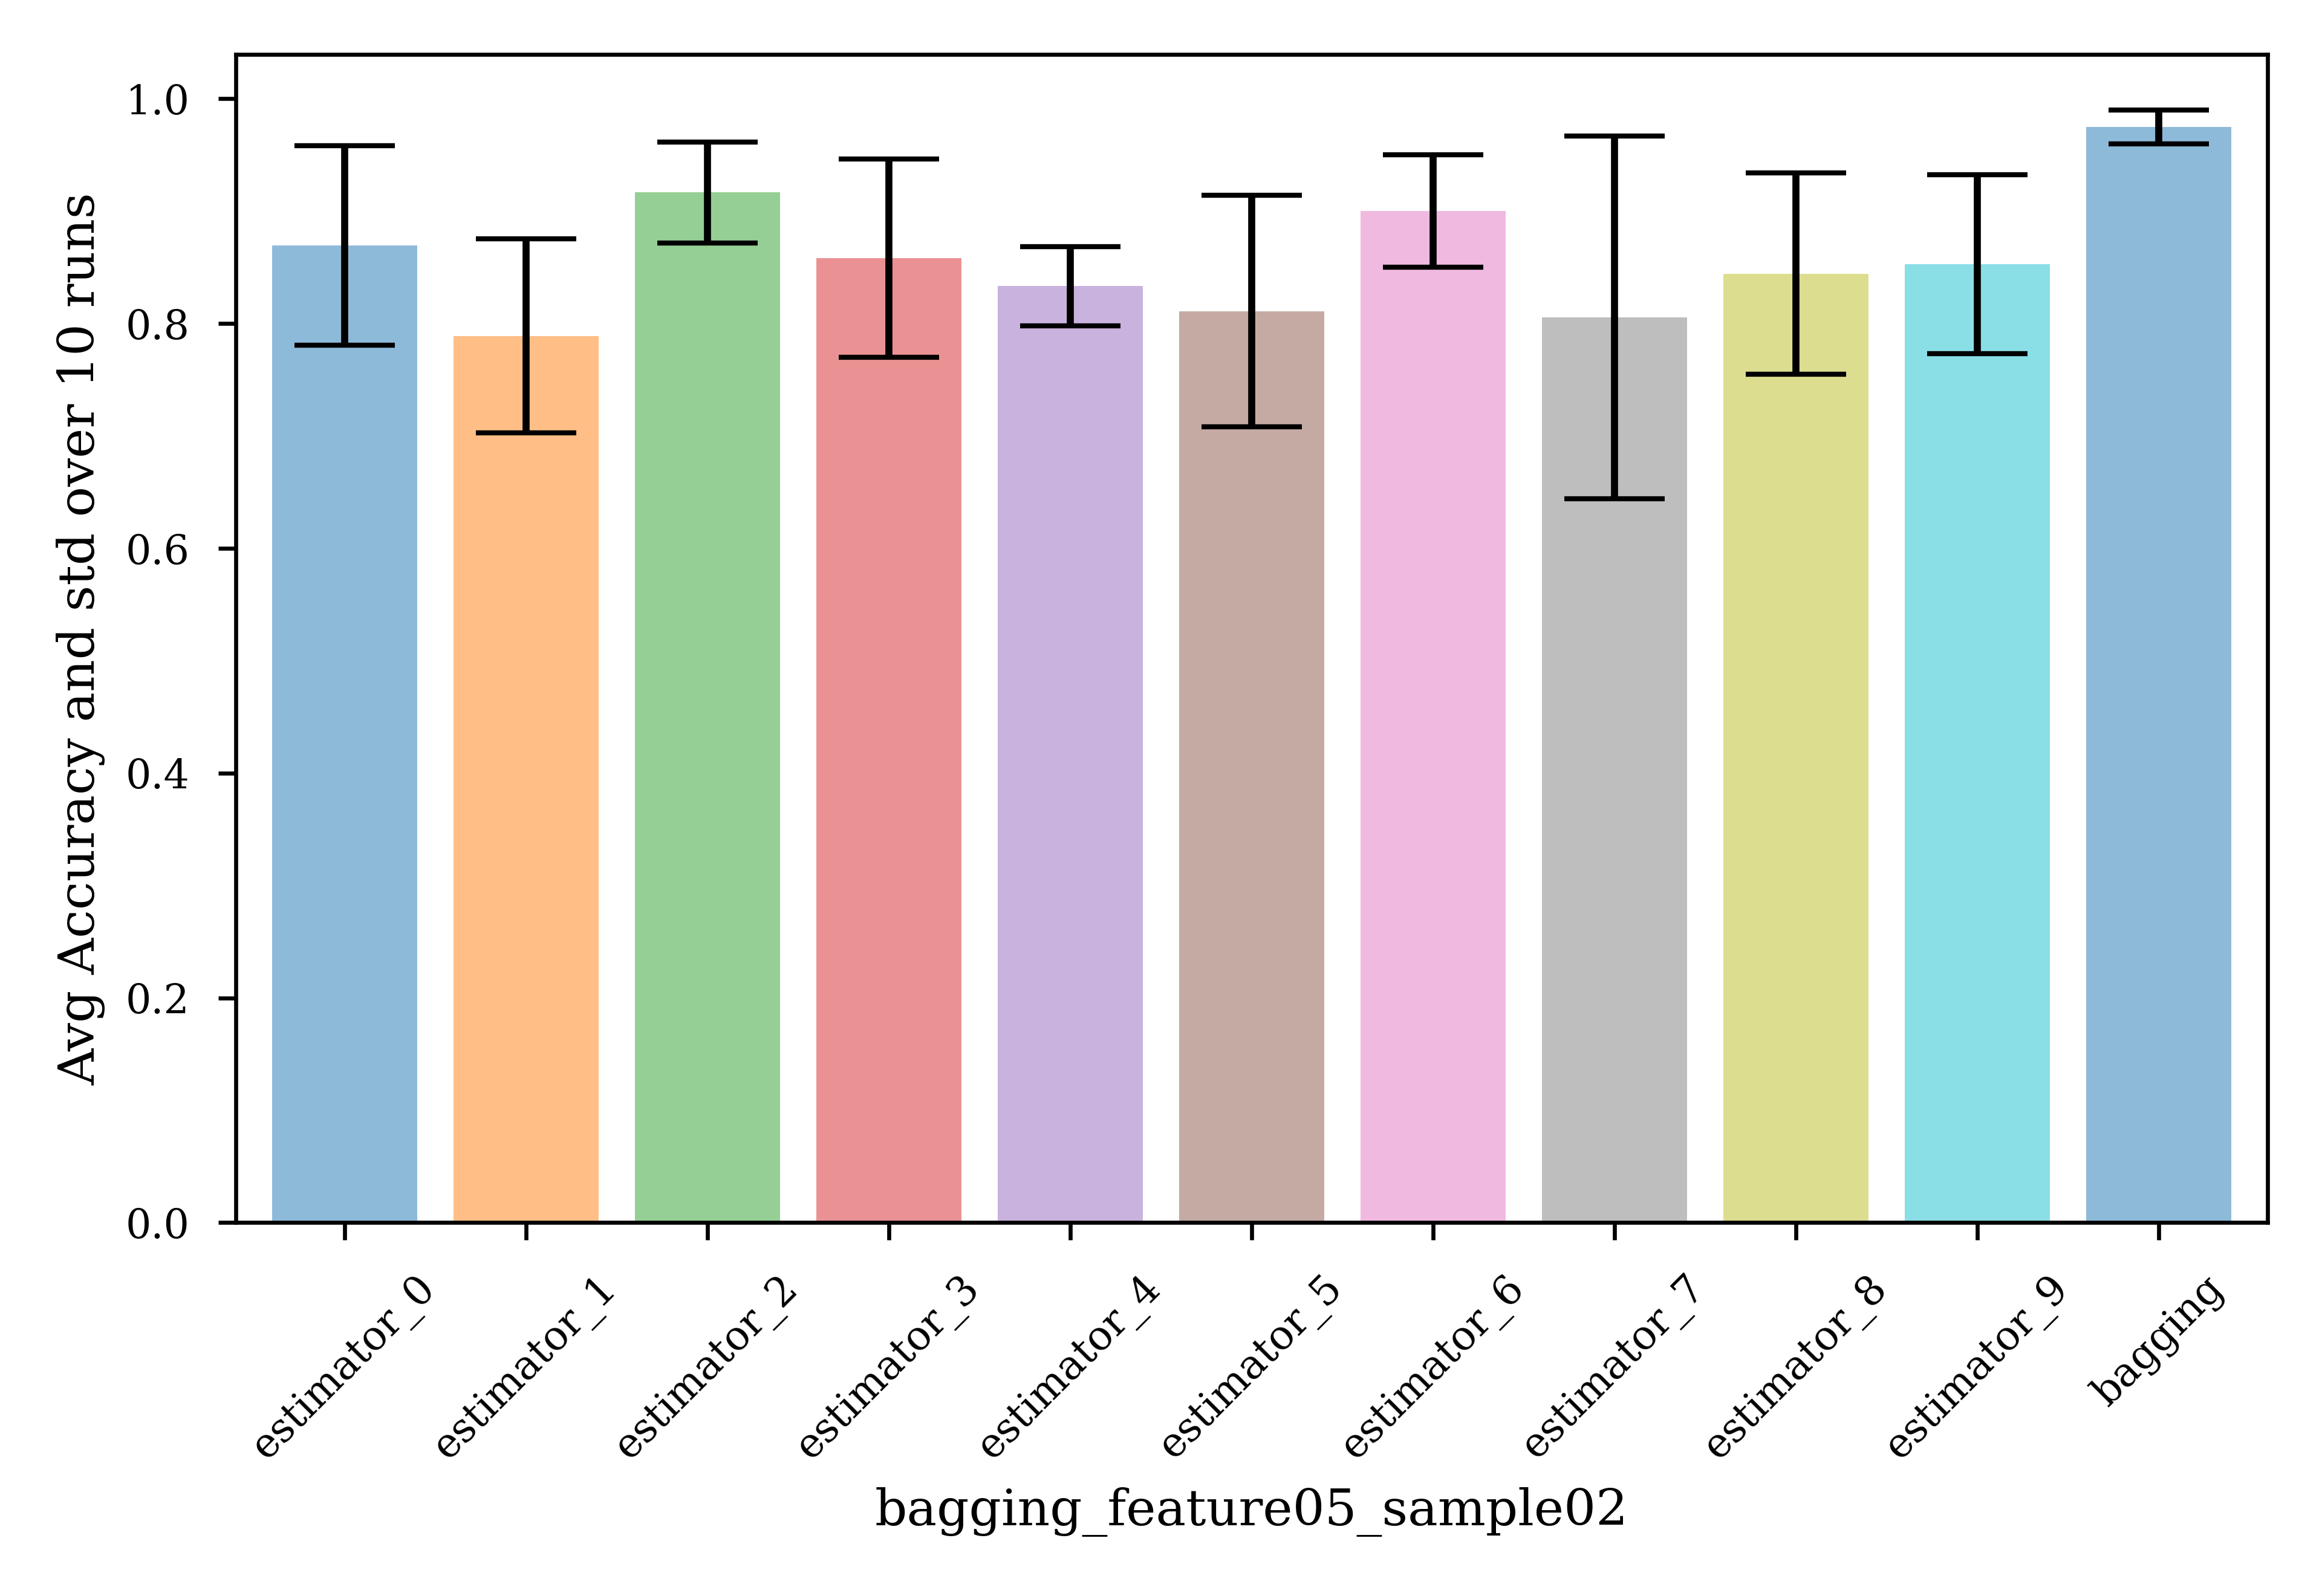 Avg Accuracy and std over 10 runs
1.0
0.8
0.6
0.4
0.2
0.0
estimator_0
estimator_1
estimator_2
estimator_3
estimator_4
estimator_5
estimator_6
estimator_7
estimator_8
estimator_9
bagging
bagging_feature05_sample02